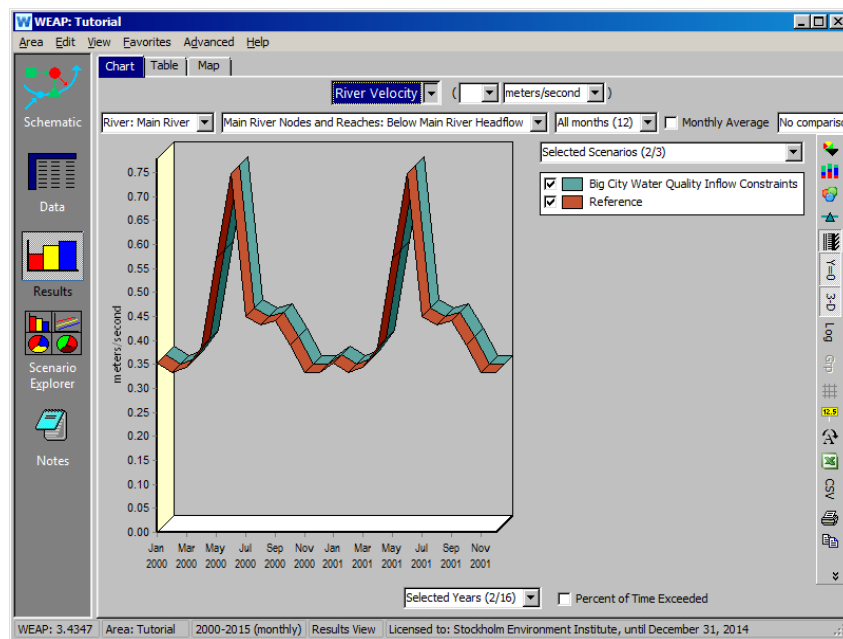 WEAP: Tutorial
Area Edit View Favorites Advanced Help
Chart Table Map
River Velocity ( meters/second )
River: Main River Main River Nodes and Reaches: Below Main River Headflow All months (12) Monthly Average No compariso
Selected Scenarios (2/3)
Big City Water Quality Inflow Constraints
Reference
Schematic
Data
Results
Scenario
Explorer
Notes
meters/second
0.75
0.70
0.65
0.60
0.55
0.50
0.45
0.40
0.35
0.30
0.25
0.20
0.15
0.10
0.05
0.00
Jan Mar May Jul Sep Nov Jan Mar May Jul Sep Nov
2000 2000 2000 2000 2000 2000 2001 2001 2001 2001 2001 2001
Y=0
3-D
Log
Grp
12.5
A
CSV
Selected Years (2/16) Percent of Time Exceeded
WEAP: 3.4347 Area: Tutorial 2000-2015 (monthly) Results View Licensed to: Stockholm Environment Institute, until December 31, 2014